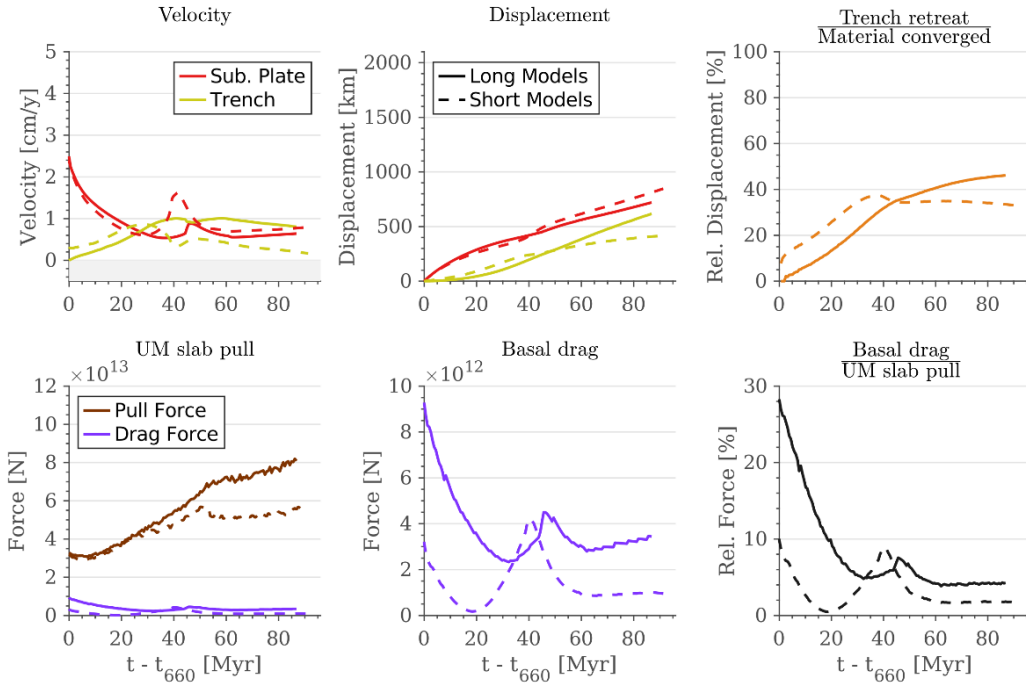 Velocity
5
4
3
2
1
0
Velocity [cm/y]
Sub. Plate
Trench
0 20 40 60 80
Displacement
2000
1500
1000
500
0
Displacement [km]
Long Models
Short Models
0 20 40 60 80
Trench retreat
Material converged
100
80
60
40
20
0
Rel. Displacement [%]
0 20 40 60 80
UM slab pull
×10¹³
12
10
8
6
4
2
0
Force [N]
Pull Force
Drag Force
0 20 40 60 80
t - t₆₆₀ [Myr]
Basal drag
×10¹²
10
8
6
4
2
0
Force [N]
0 20 40 60 80
t - t₆₆₀ [Myr]
Basal drag
UM slab pull
30
20
10
0
Rel. Force [%]
0 20 40 60 80
t - t₆₆₀ [Myr]